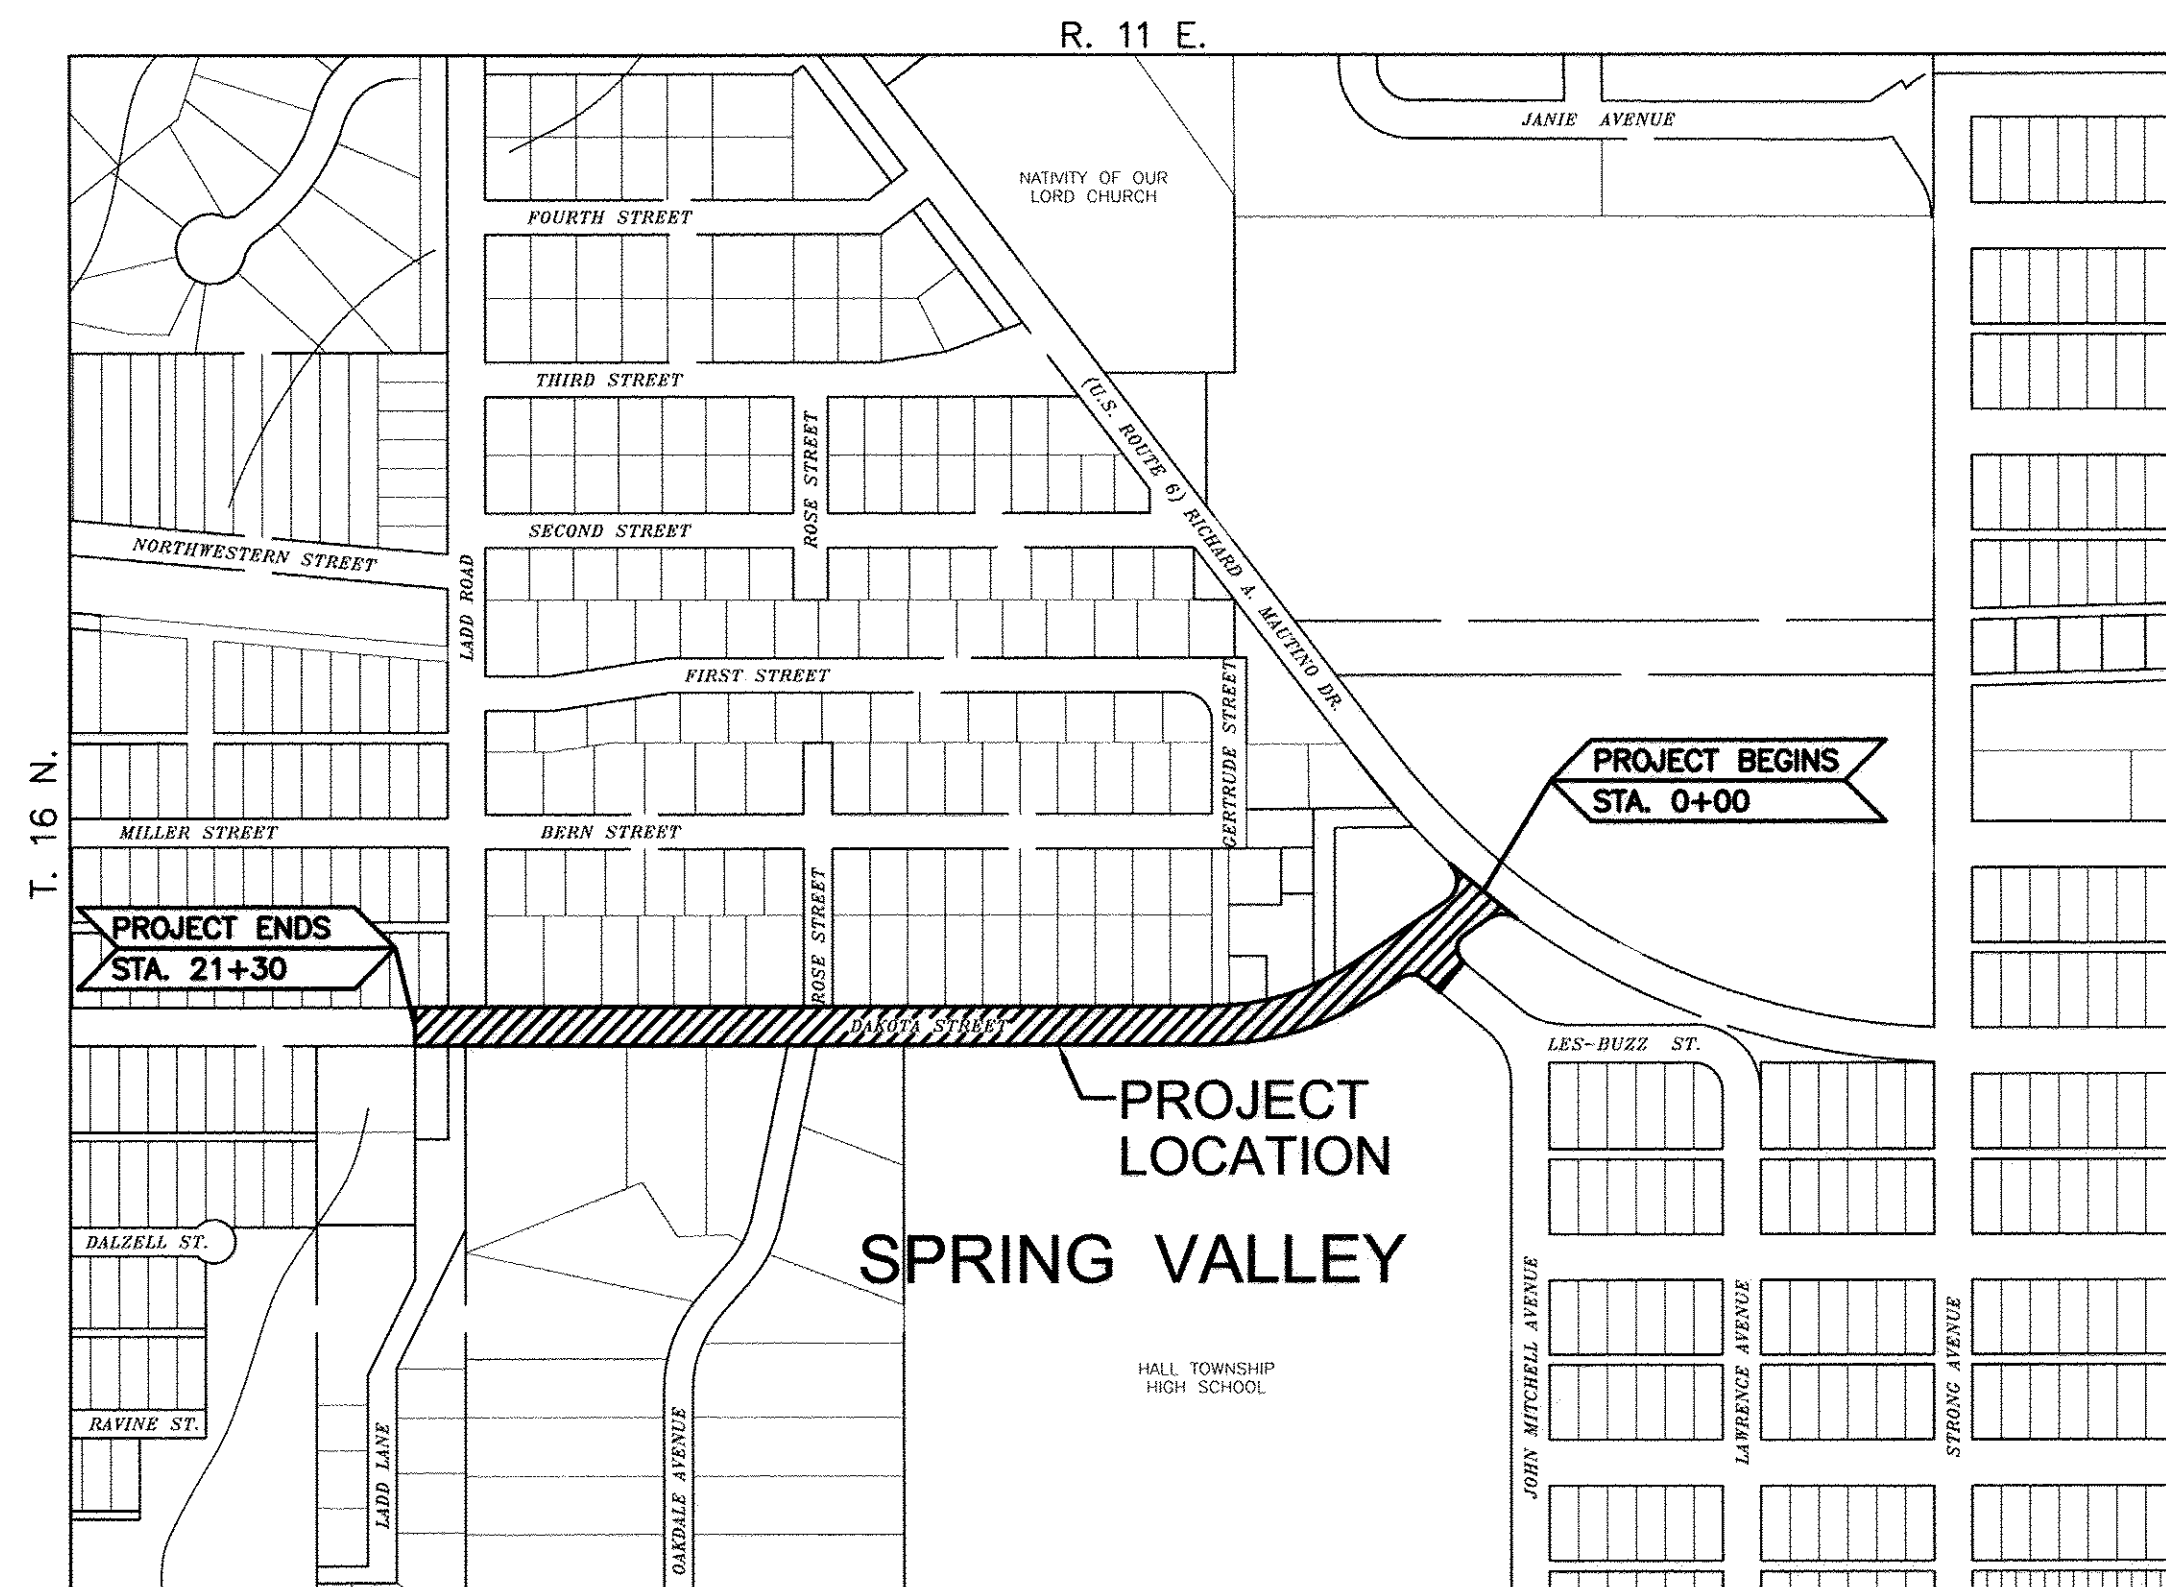 R. 11 E.
JANIE AVENUE
NATIVITY OF OUR
LORD CHURCH
FOURTH STREET
THIRD STREET
(U.S. ROUTE 6) RICHARD A. MAUTINO DR.
ROSE STREET
SECOND STREET
NORTHWESTERN STREET
LADD ROAD
FIRST STREET
GERTRUDE STREET
T. 16 N.
PROJECT BEGINS
STA. 0+00
MILLER STREET
BERN STREET
ROSE STREET
PROJECT ENDS
STA. 21+30
DAKOTA STREET
LES-BUZZ ST.
PROJECT
LOCATION
SPRING VALLEY
DALZELL ST.
HALL TOWNSHIP
HIGH SCHOOL
RAVINE ST.
LADD LANE
OAKDALE AVENUE
JOHN MITCHELL AVENUE
LAWRENCE AVENUE
STRONG AVENUE